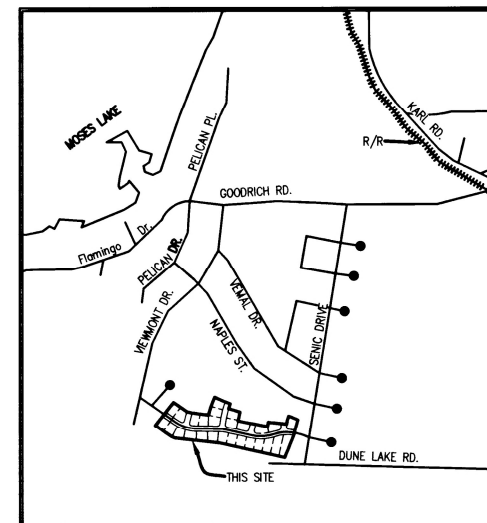 MOSES LAKE
PELICAN PL.
KARL RD.
R/R
GOODRICH RD.
Flamingo Dr.
PELICAN DR.
VIEWMONT DR.
VEMAL DR.
NAPLES ST.
SENIC DRIVE
DUNE LAKE RD.
THIS SITE